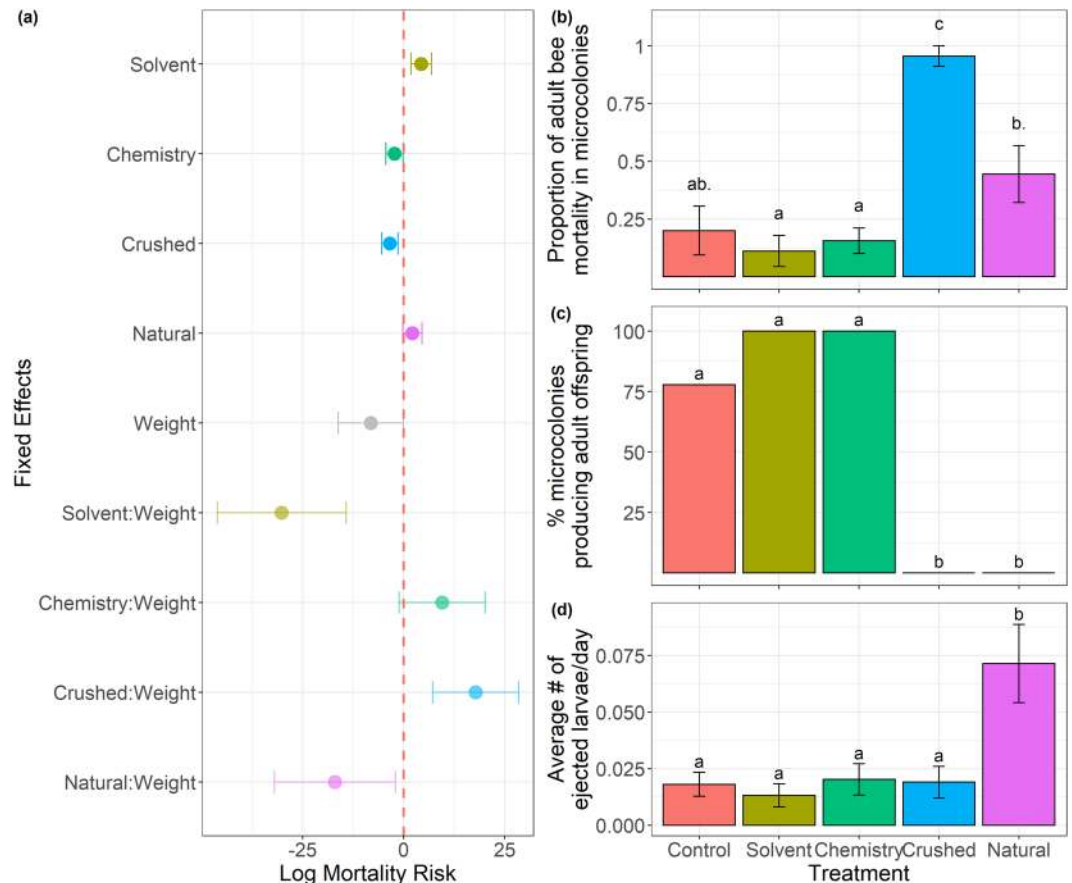 (a)
Fixed Effects
Solvent
Chemistry
Crushed
Natural
Weight
Solvent:Weight
Chemistry:Weight
Crushed:Weight
Natural:Weight
-25 0 25
Log Mortality Risk
(b)
Proportion of adult bee
mortality in microcolonies
1
0.75
0.5
0.25
ab. a a c b.
(c)
% microcolonies
producing adult offspring
100
75
50
25
a a a b b
(d)
Average # of
ejected larvae/day
0.075
0.050
0.025
0.000
a a a a b
Control Solvent Chemistry Crushed Natural
Treatment